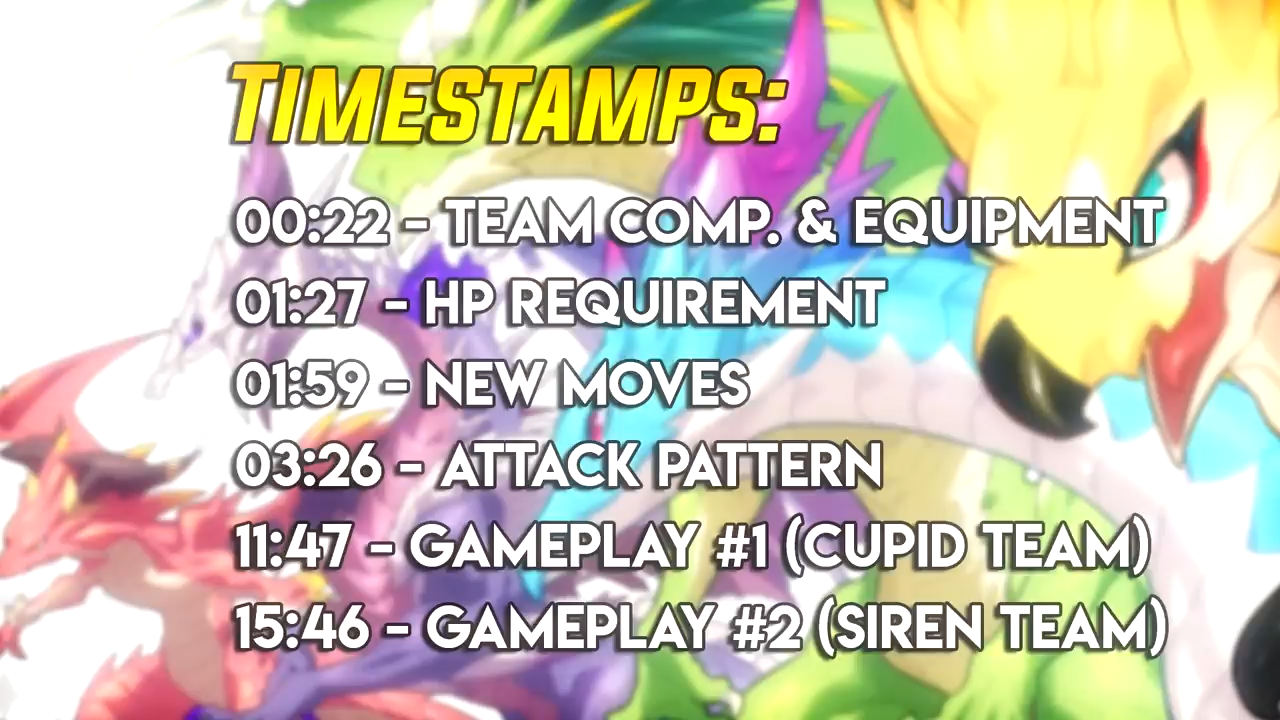 TIMESTAMPS:
00:22 - TEAM COMP. & EQUIPMENT
01:27 - HP REQUIREMENT
01:59 - NEW MOVES
03:26 - ATTACK PATTERN
11:47 - GAMEPLAY #1 (CUPID TEAM)
15:46 - GAMEPLAY #2 (SIREN TEAM)